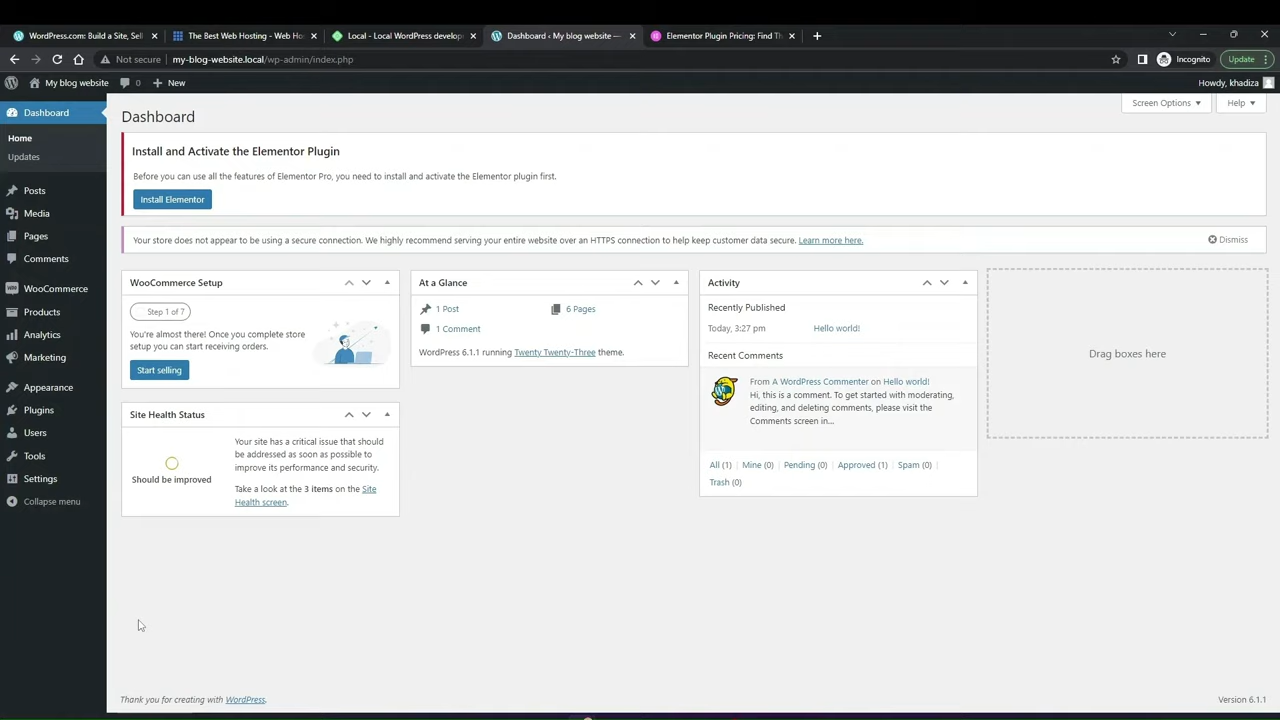 WordPress.com: Build a Site, Sell
The Best Web Hosting - Web Ho
Local - Local WordPress develop
Dashboard ‹ My blog website —
Elementor Plugin Pricing: Find Th
Not secure my-blog-website.local/wp-admin/index.php
Incognito
Update
My blog website 0 New
Howdy, khadiza
Dashboard
Home
Updates
Posts
Media
Pages
Comments
WooCommerce
Products
Analytics
Marketing
Appearance
Plugins
Users
Tools
Settings
Collapse menu
Screen Options
Help
Dashboard
Install and Activate the Elementor Plugin
Before you can use all the features of Elementor Pro, you need to install and activate the Elementor plugin first.
Install Elementor
Your store does not appear to be using a secure connection. We highly recommend serving your entire website over an HTTPS connection to help keep customer data secure. Learn more here.
Dismiss
WooCommerce Setup
Step 1 of 7
You're almost there! Once you complete store
setup you can start receiving orders.
Start selling
Site Health Status
Should be improved
Your site has a critical issue that should
be addressed as soon as possible to
improve its performance and security.
Take a look at the 3 items on the Site
Health screen.
At a Glance
1 Post
6 Pages
1 Comment
WordPress 6.1.1 running Twenty Twenty-Three theme.
Activity
Recently Published
Today, 3:27 pm Hello world!
Recent Comments
From A WordPress Commenter on Hello world!
Hi, this is a comment. To get started with moderating,
editing, and deleting comments, please visit the
Comments screen in...
All (1) | Mine (0) | Pending (0) | Approved (1) | Spam (0) |
Trash (0)
Drag boxes here
Thank you for creating with WordPress.
Version 6.1.1